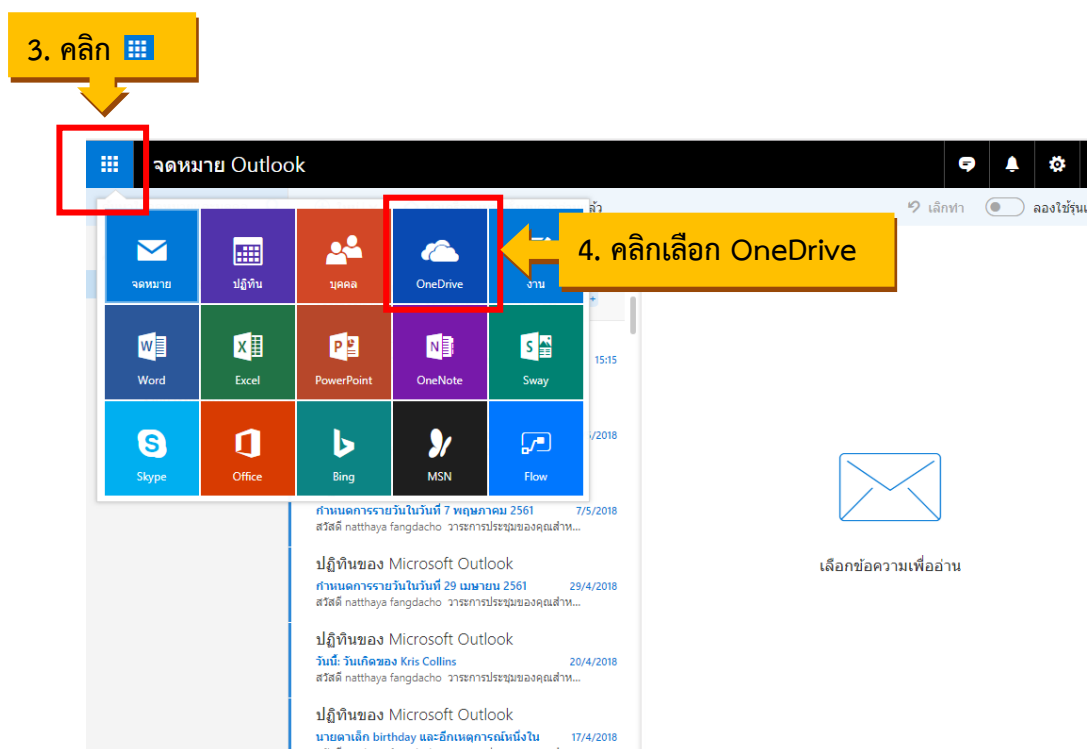 3. คลิก
จดหมาย Outlook
ล้ว
เลิกทำ
ลองใช้รุ่นเ
4. คลิกเลือก OneDrive
จดหมาย
ปฏิทิน
บุคคล
OneDrive
งาน
Word
Excel
PowerPoint
OneNote
Sway
15:15
Skype
Office
Bing
MSN
Flow
/2018
กำหนดการรายวันในวันที่ 7 พฤษภาคม 2561 7/5/2018
สวัสดี natthaya fangdacho วาระการประชุมของคุณสำห...
ปฏิทินของ Microsoft Outlook
กำหนดการรายวันในวันที่ 29 เมษายน 2561 29/4/2018
สวัสดี natthaya fangdacho วาระการประชุมของคุณสำห...
ปฏิทินของ Microsoft Outlook
วันนี้: วันเกิดของ Kris Collins 20/4/2018
สวัสดี natthaya fangdacho วาระการประชุมของคุณสำห...
ปฏิทินของ Microsoft Outlook
นายตาเล็ก birthday และอีกเหตุการณ์หนึ่งใน 17/4/2018
เลือกข้อความเพื่ออ่าน